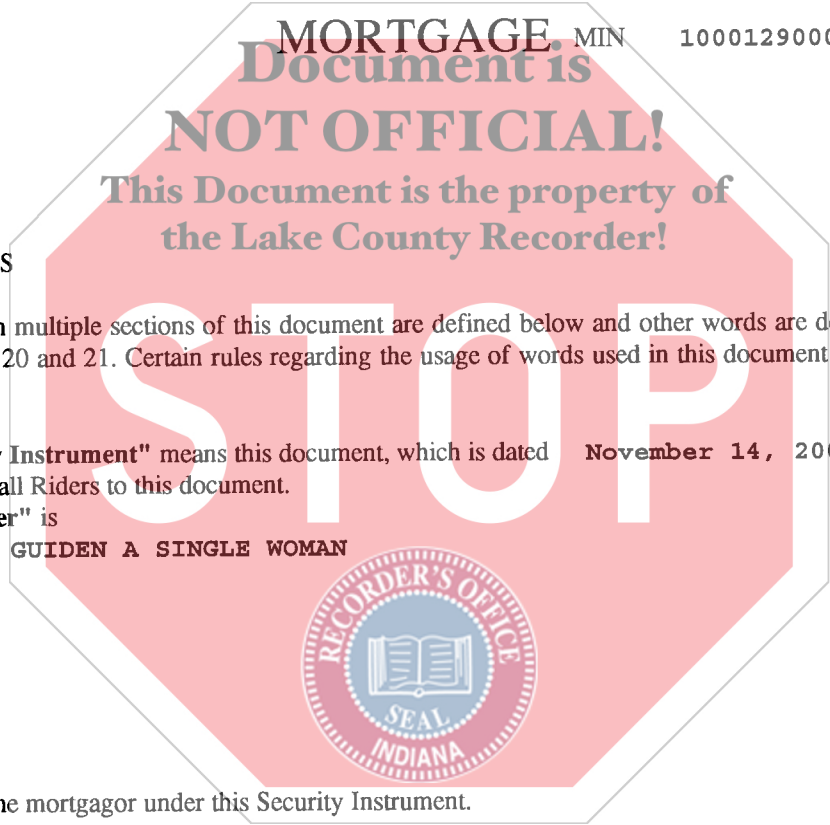 MORTGAGE MIN 1000129000
Document is
NOT OFFICIAL!
This Document is the property of
the Lake County Recorder!
S
multiple sections of this document are defined below and other words are
20 and 21. Certain rules regarding the usage of words used in this document
STOP
Instrument" means this document, which is dated November 14, 200
all Riders to this document.
er" is
GUIDEN A SINGLE WOMAN
RECORDER'S OFFICE
SEAL
INDIANA
he mortgagor under this Security Instrument.